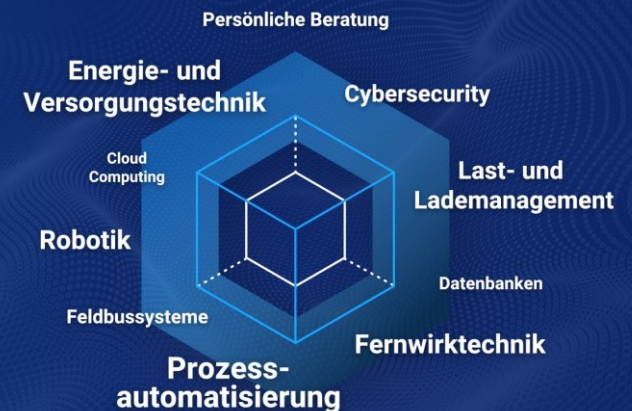 Persönliche Beratung
Energie- und
Versorgungstechnik
Cybersecurity
Cloud
Computing
Last- und
Lademanagement
Robotik
Datenbanken
Feldbussysteme
Fernwirktechnik
Prozess-
automatisierung